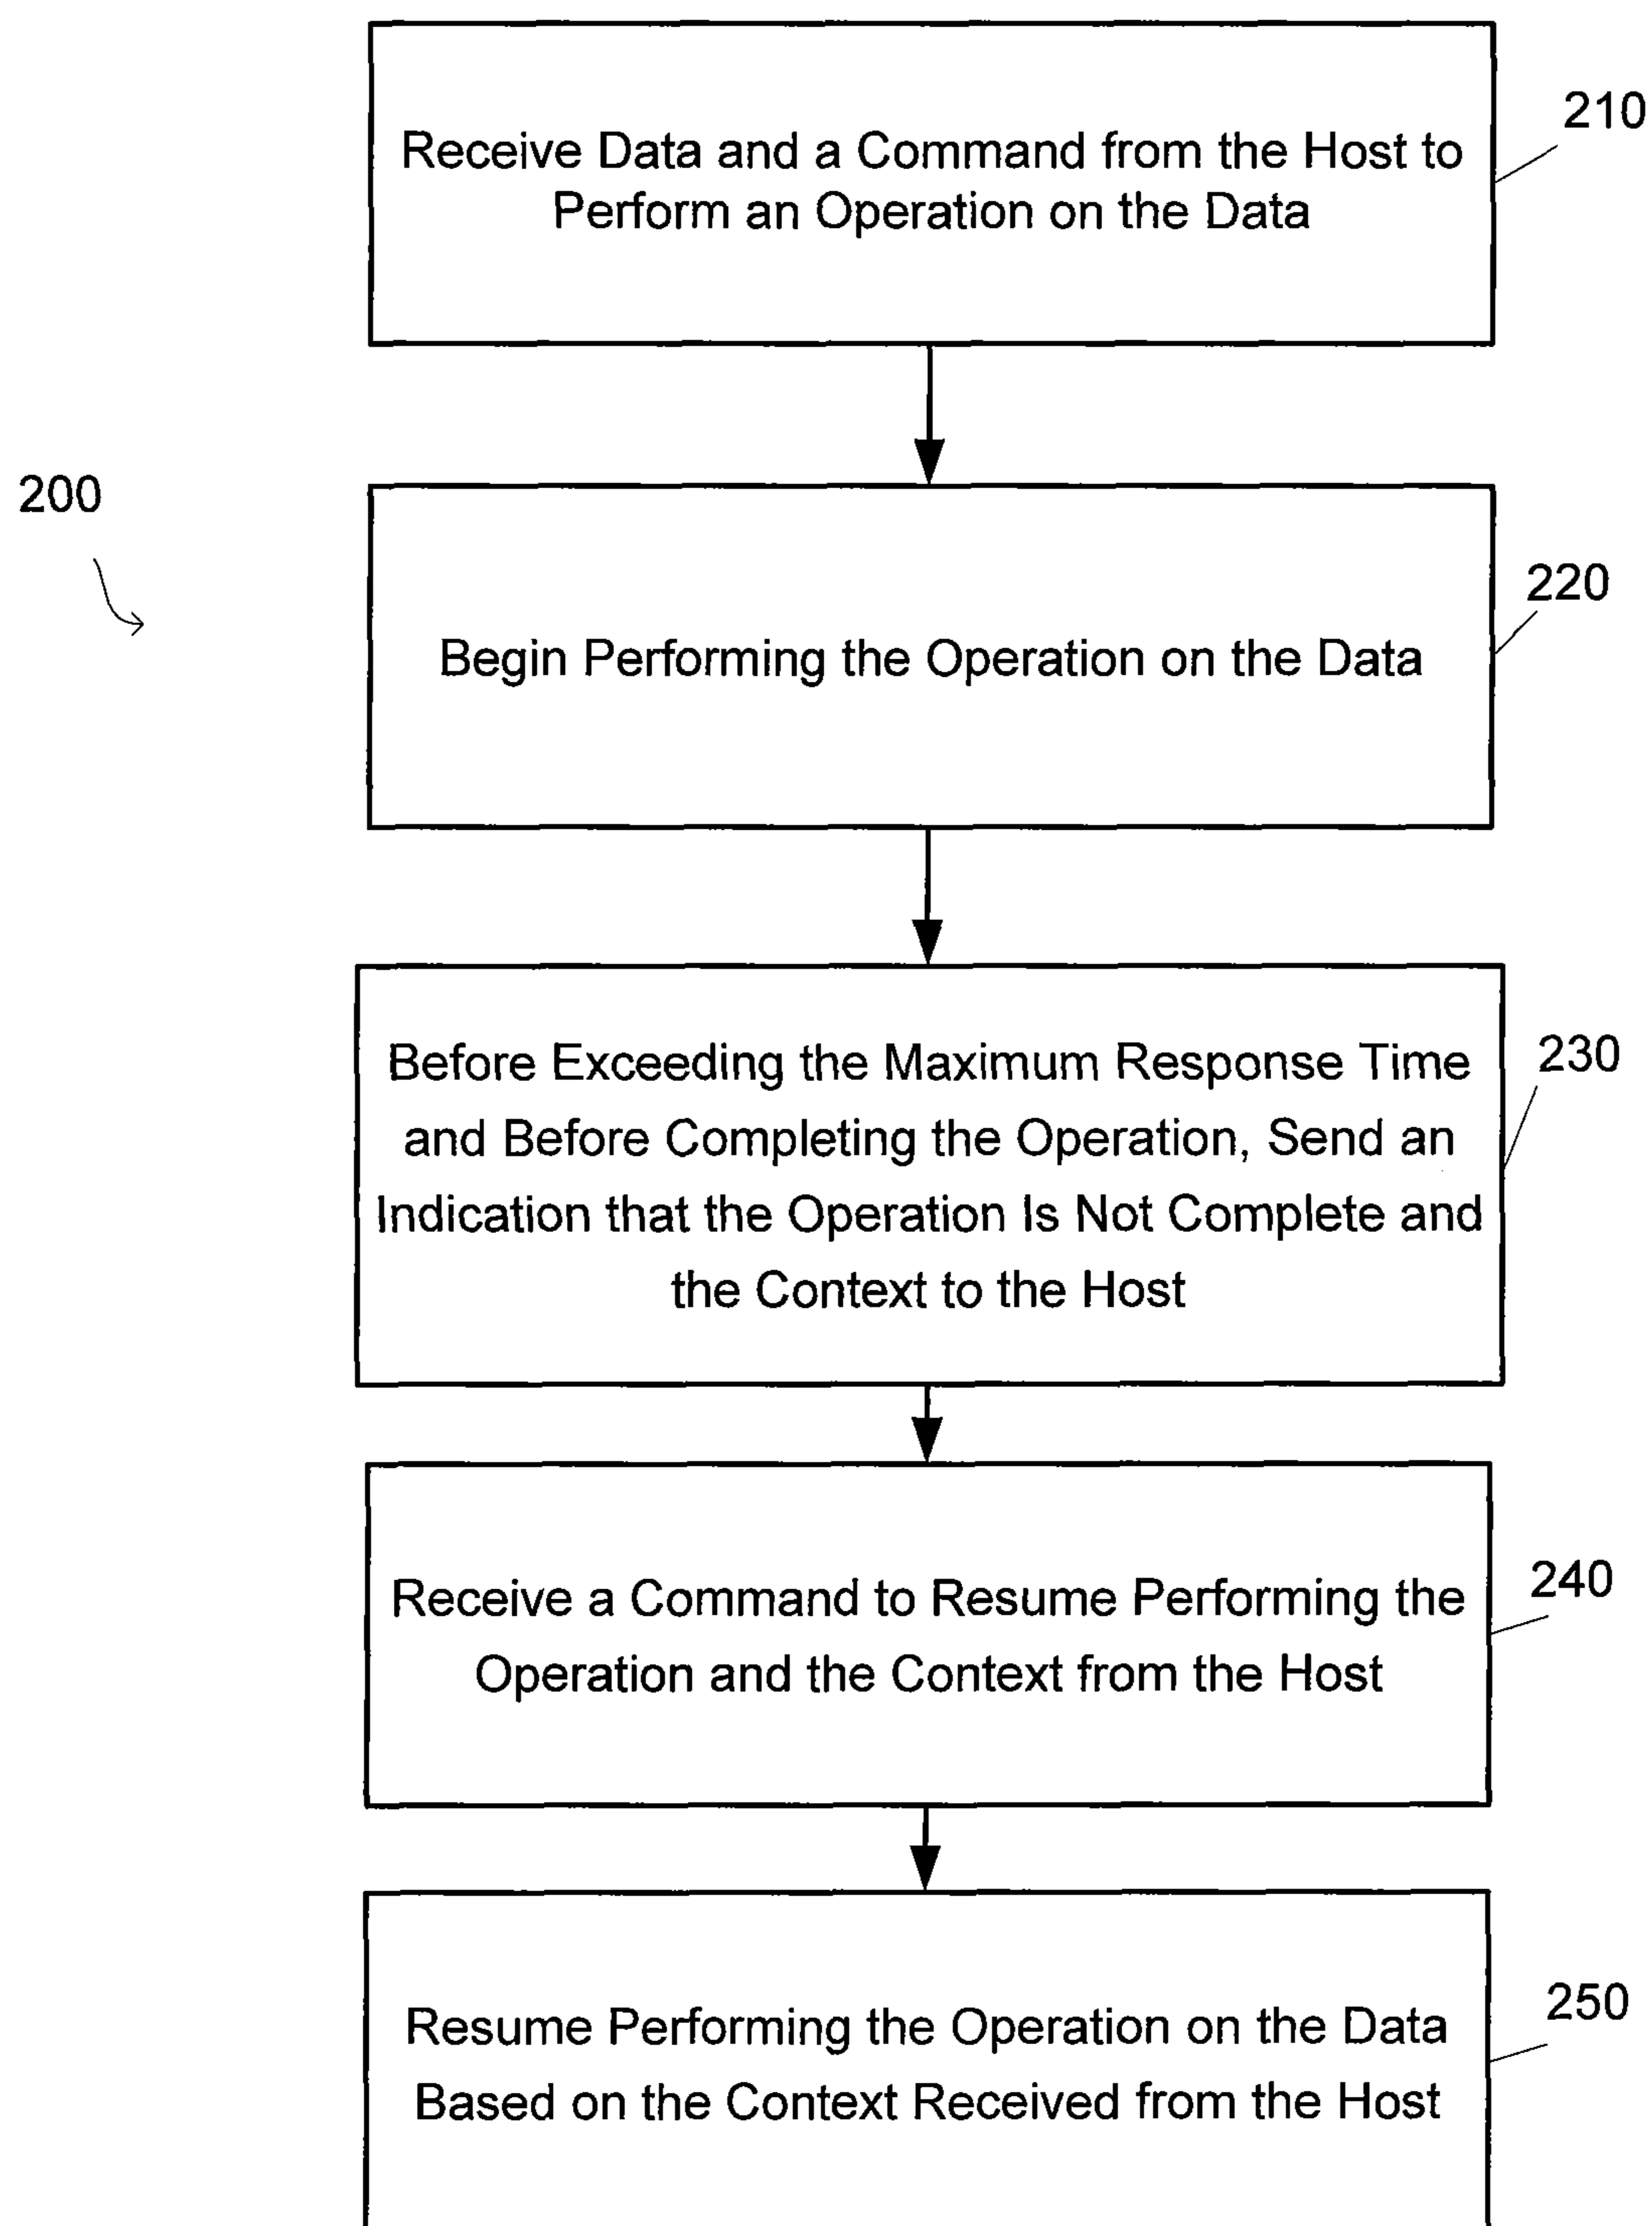 Receive Data and a Command from the Host to
Perform an Operation on the Data
210
200
Begin Performing the Operation on the Data
220
Before Exceeding the Maximum Response Time
and Before Completing the Operation, Send an
Indication that the Operation Is Not Complete and
the Context to the Host
230
Receive a Command to Resume Performing the
Operation and the Context from the Host
240
Resume Performing the Operation on the Data
Based on the Context Received from the Host
250